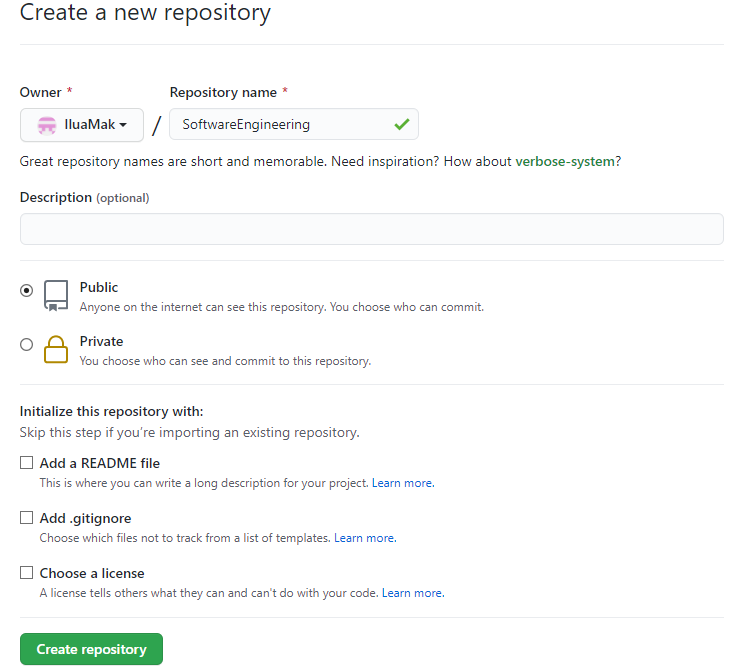 Create a new repository
Owner *
Repository name *
IluaMak
/
SoftwareEngineering
Great repository names are short and memorable. Need inspiration? How about verbose-system?
Description (optional)
Public
Anyone on the internet can see this repository. You choose who can commit.
Private
You choose who can see and commit to this repository.
Initialize this repository with:
Skip this step if you’re importing an existing repository.
Add a README file
This is where you can write a long description for your project. Learn more.
Add .gitignore
Choose which files not to track from a list of templates. Learn more.
Choose a license
A license tells others what they can and can't do with your code. Learn more.
Create repository